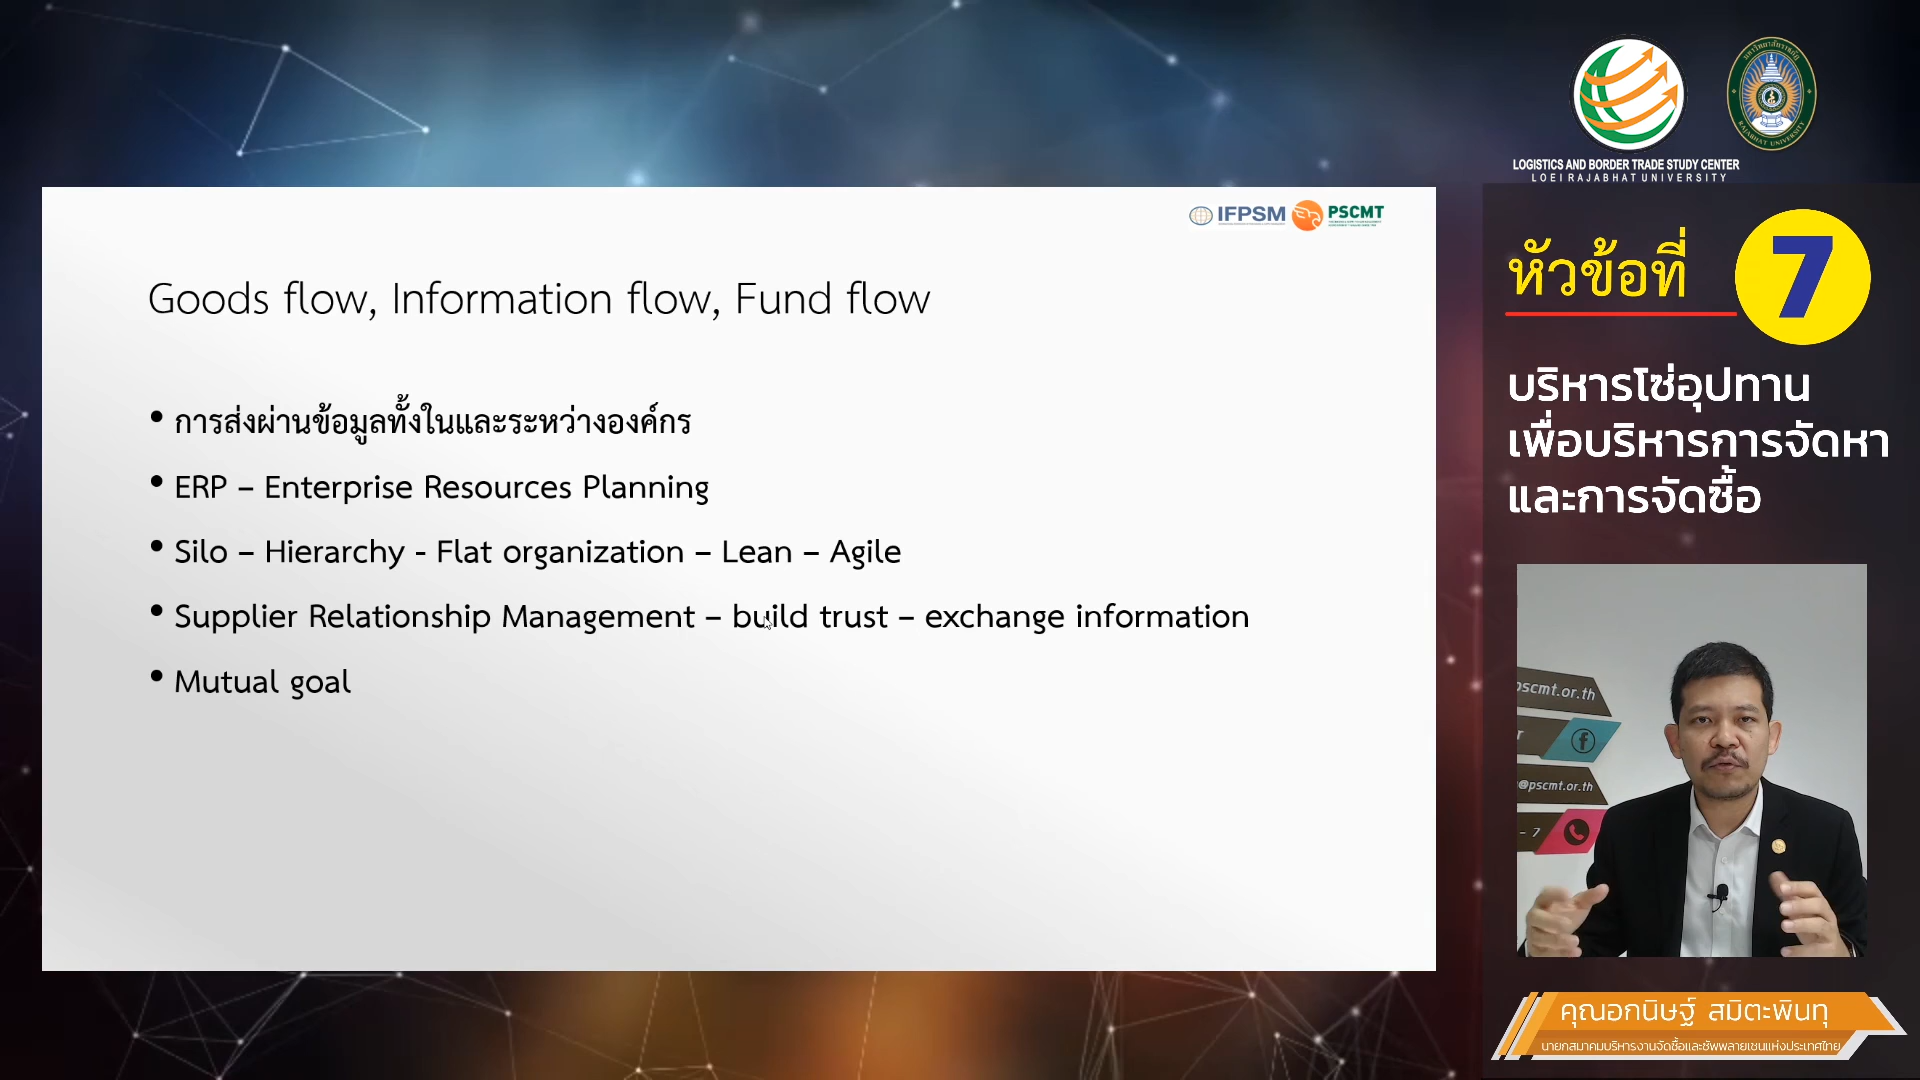 LOGISTICS AND BORDER TRADE STUDY CENTER
LOEI RAJABHAT UNIVERSITY
IFPSM
PSCMT
Goods flow, Information flow, Fund flow
• การส่งผ่านข้อมูลทั้งในและระหว่างองค์กร
• ERP – Enterprise Resources Planning
• Silo – Hierarchy - Flat organization – Lean – Agile
• Supplier Relationship Management – build trust – exchange information
• Mutual goal
หัวข้อที่ 7
บริหารโซ่อุปทาน
เพื่อบริหารการจัดหา
และการจัดซื้อ
pscmt.or.th
@pscmt.or.th
- 7
คุณอกนิษฐ์ สมิตะพินทุ
นายกสมาคมบริหารงานจัดซื้อและซัพพลายเชนแห่งประเทศไทย